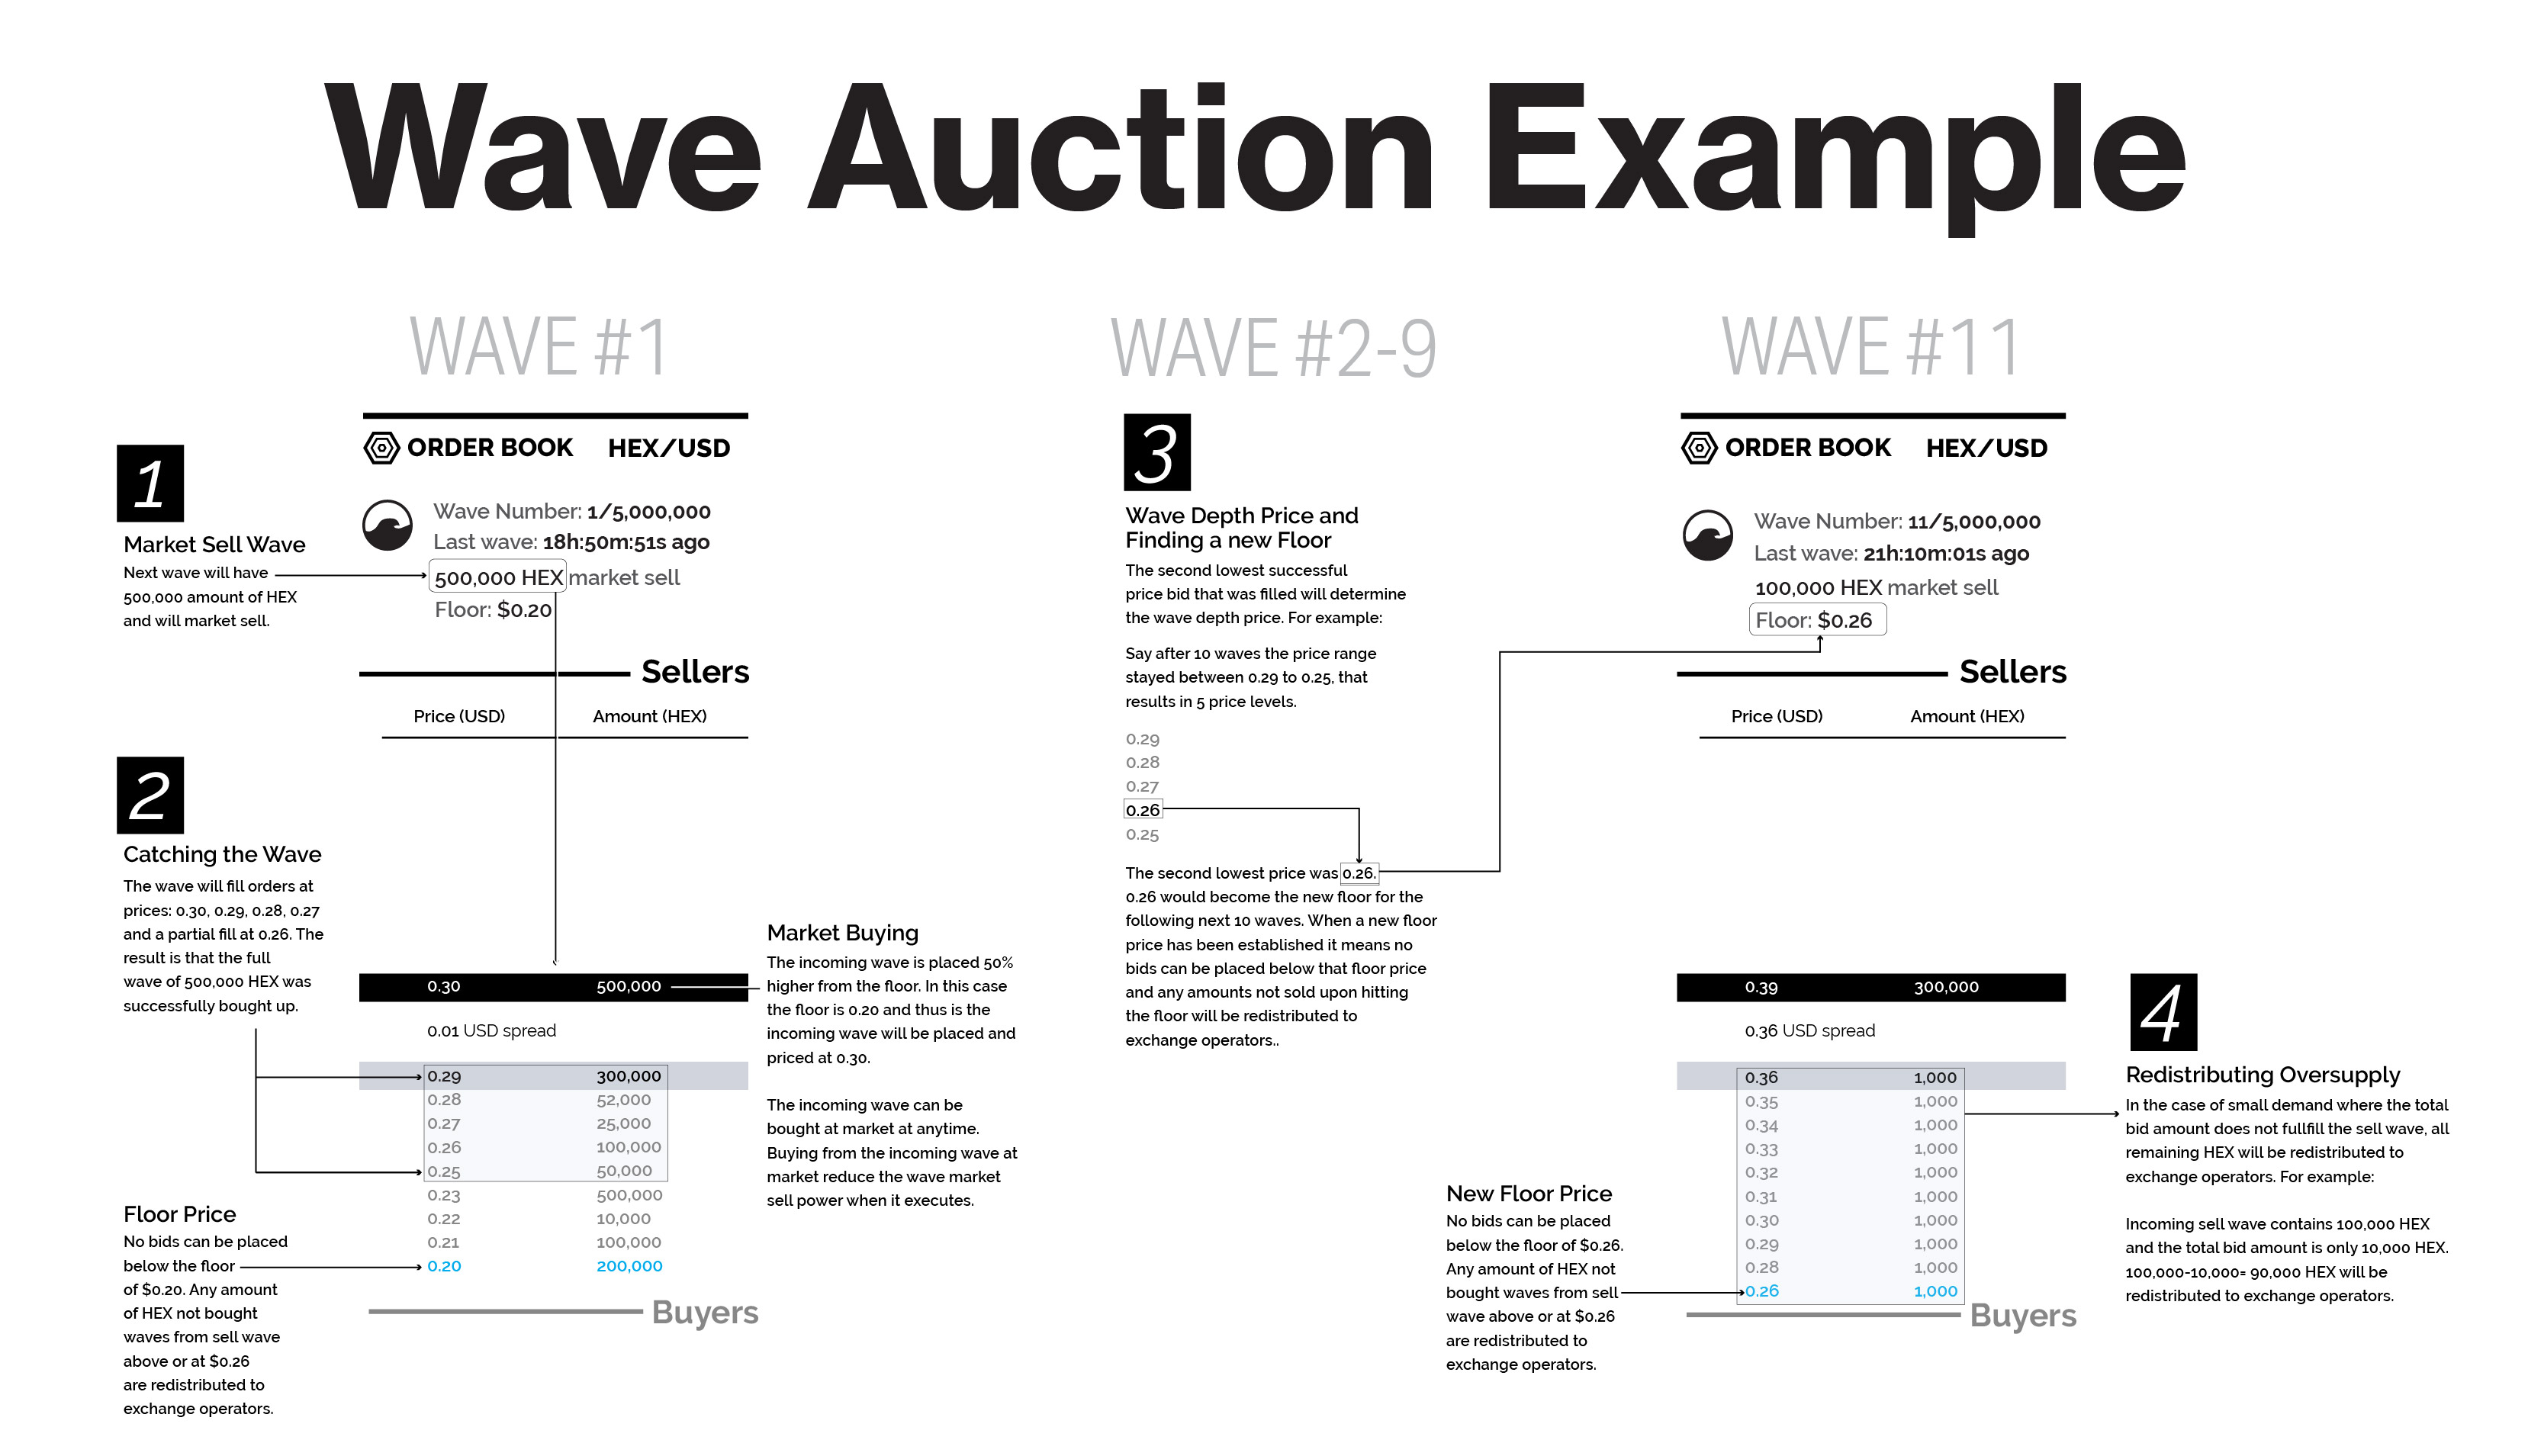 Wave Auction Example
WAVE #1
1
Market Sell Wave
Next wave will have
500,000 amount of HEX
and will market sell.
ORDER BOOK HEX/USD
Wave Number: 1/5,000,000
Last wave: 18h:50m:51s ago
500,000 HEX market sell
Floor: $0.20
Sellers
Price (USD) Amount (HEX)
2
Catching the Wave
The wave will fill orders at
prices: 0.30, 0.29, 0.28, 0.27
and a partial fill at 0.26. The
result is that the full
wave of 500,000 HEX was
successfully bought up.
0.30 500,000
0.01 USD spread
0.29 300,000
0.28 52,000
0.27 25,000
0.26 100,000
0.25 50,000
0.23 500,000
0.22 10,000
0.21 100,000
0.20 200,000
Buyers
Floor Price
No bids can be placed
below the floor
of $0.20. Any amount
of HEX not bought
waves from sell wave
above or at $0.26
are redistributed to
exchange operators.
Market Buying
The incoming wave is placed 50%
higher from the floor. In this case
the floor is 0.20 and thus is the
incoming wave will be placed and
priced at 0.30.
The incoming wave can be
bought at market at anytime.
Buying from the incoming wave at
market reduce the wave market
sell power when it executes.
WAVE #2-9
3
Wave Depth Price and
Finding a new Floor
The second lowest successful
price bid that was filled will determine
the wave depth price. For example:
Say after 10 waves the price range
stayed between 0.29 to 0.25, that
results in 5 price levels.
0.29
0.28
0.27
0.26
0.25
The second lowest price was 0.26.
0.26 would become the new floor for the
following next 10 waves. When a new floor
price has been established it means no
bids can be placed below that floor price
and any amounts not sold upon hitting
the floor will be redistributed to
exchange operators..
WAVE #11
ORDER BOOK HEX/USD
Wave Number: 11/5,000,000
Last wave: 21h:10m:01s ago
100,000 HEX market sell
Floor: $0.26
Sellers
Price (USD) Amount (HEX)
0.39 300,000
0.36 USD spread
0.36 1,000
0.35 1,000
0.34 1,000
0.33 1,000
0.32 1,000
0.31 1,000
0.30 1,000
0.29 1,000
0.28 1,000
0.26 1,000
Buyers
New Floor Price
No bids can be placed
below the floor of $0.26.
Any amount of HEX not
bought waves from sell
wave above or at $0.26
are redistributed to
exchange operators.
4
Redistributing Oversupply
In the case of small demand where the total
bid amount does not fullfill the sell wave, all
remaining HEX will be redistributed to
exchange operators. For example:
Incoming sell wave contains 100,000 HEX
and the total bid amount is only 10,000 HEX.
100,000-10,000= 90,000 HEX will be
redistributed to exchange operators.